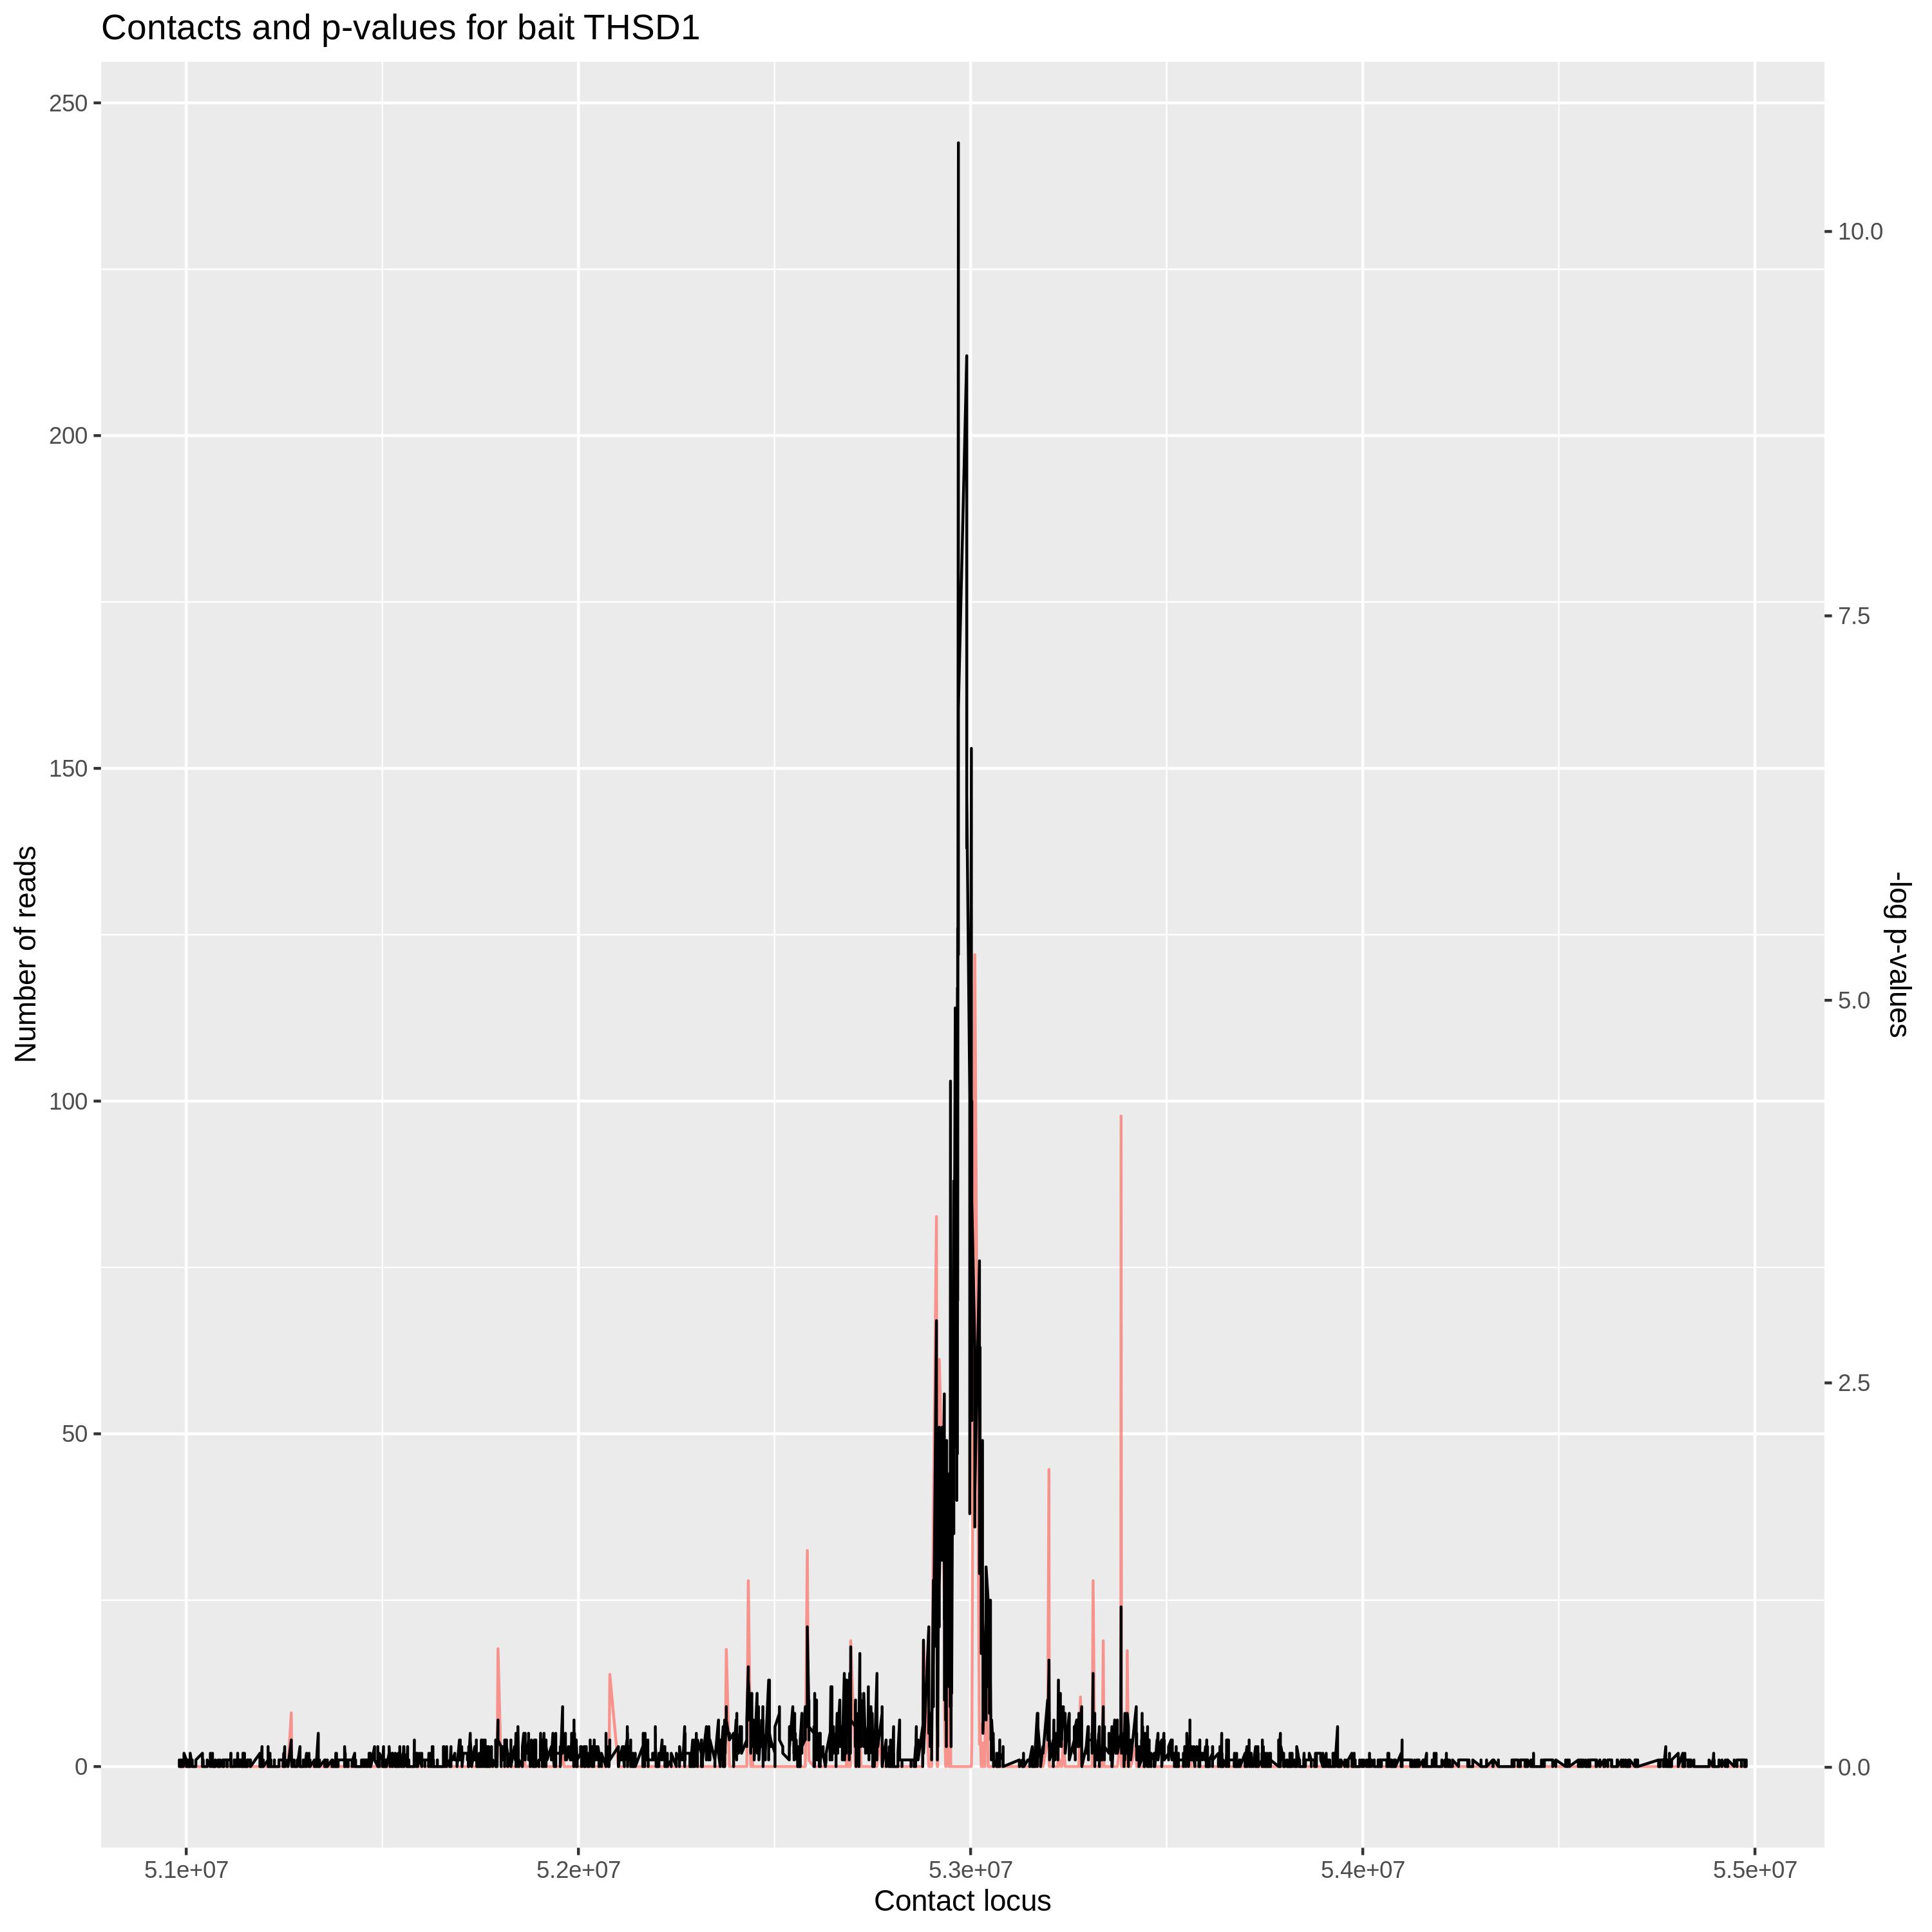 Contacts and p-values for bait THSD1
250
200
150
100
50
0
Number of reads
10.0
7.5
5.0
2.5
0.0
-log p-values
5.1e+07
5.2e+07
5.3e+07
5.4e+07
5.5e+07
Contact locus